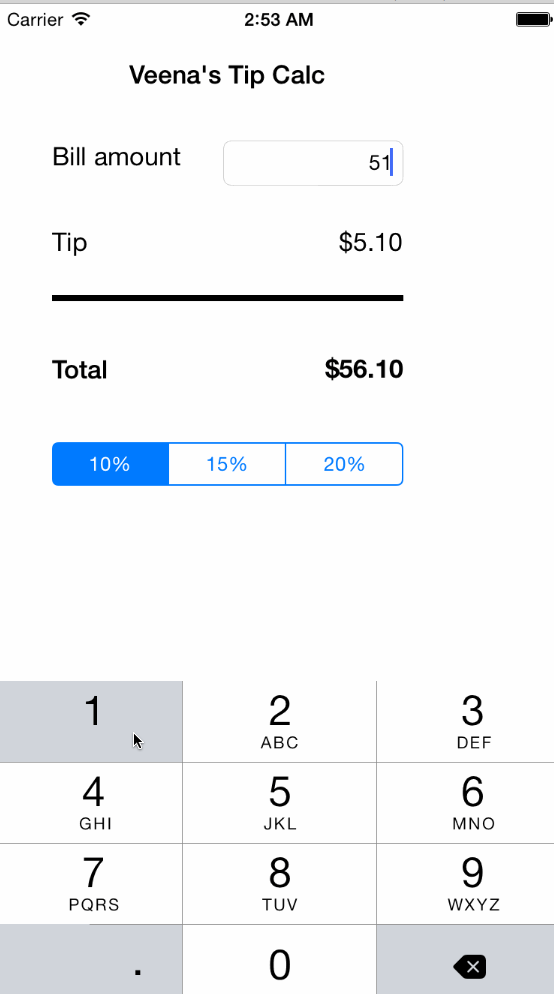 Carrier 2:53 AM
Veena's Tip Calc
Bill amount 51
Tip $5.10
Total $56.10
10% 15% 20%
1 2 3
ABC DEF
4 5 6
GHI JKL MNO
7 8 9
PQRS TUV WXYZ
. 0